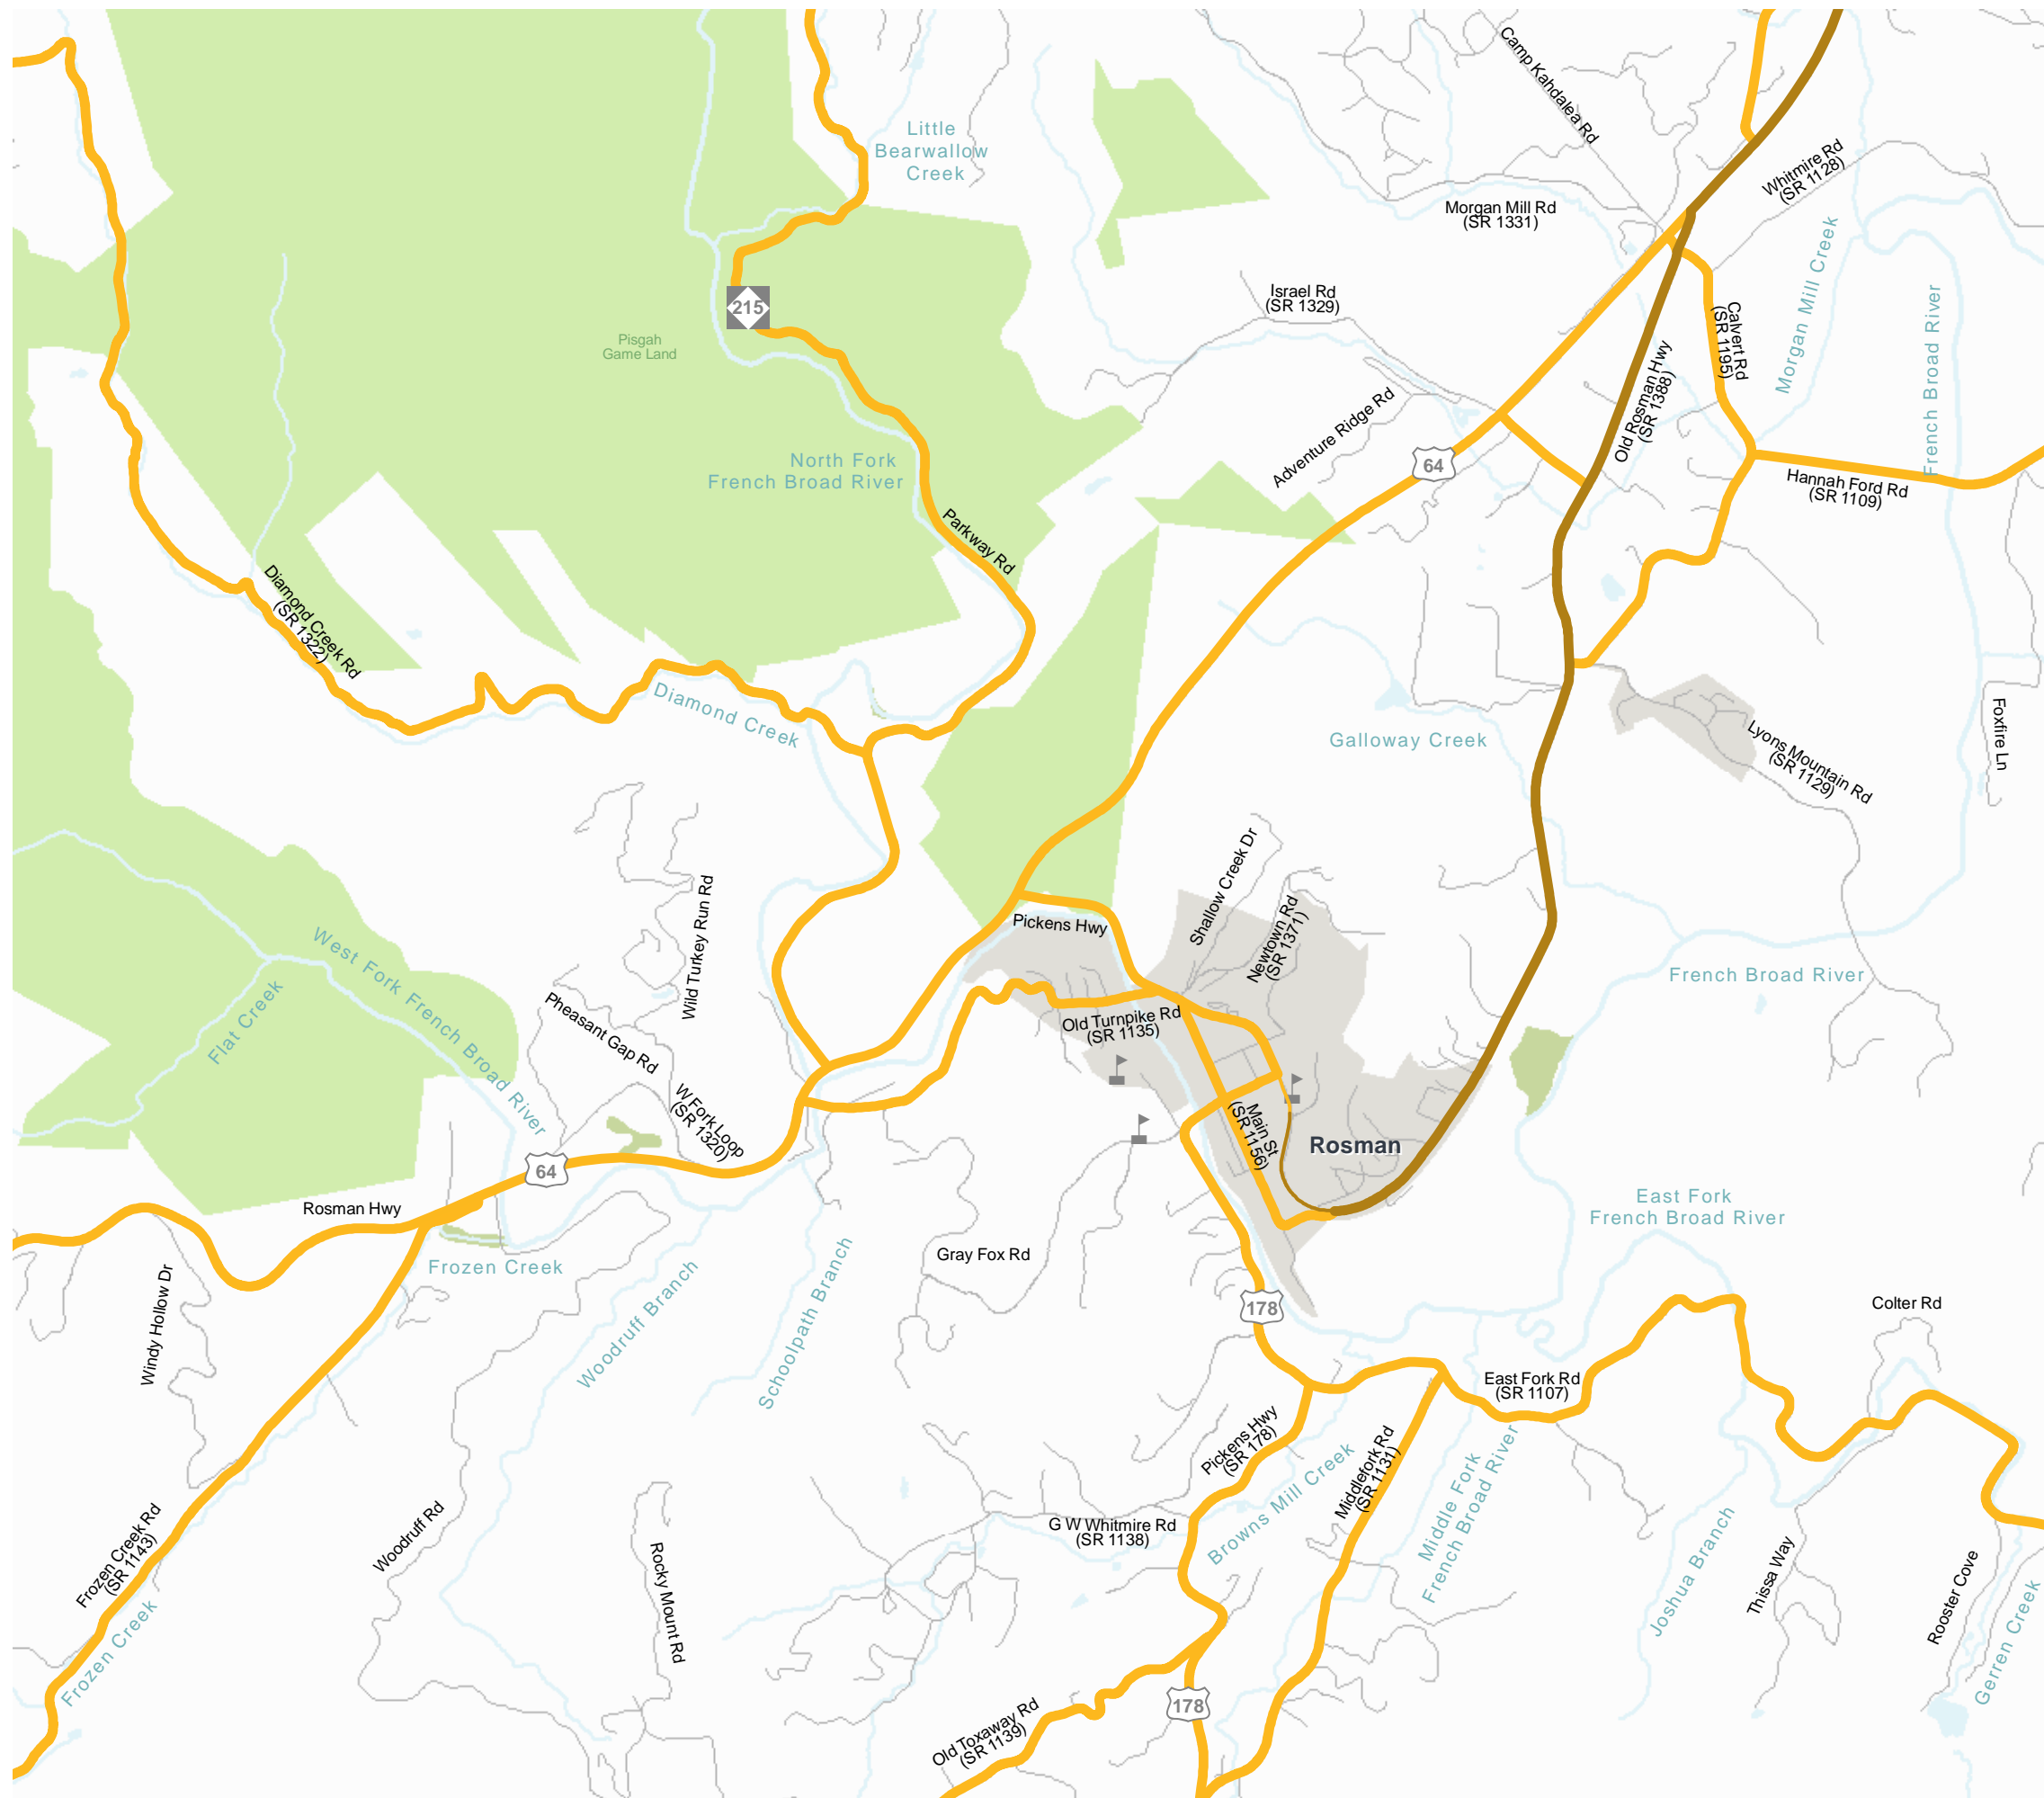 Camp Kahdalea Rd
Little
Bearwallow
Creek
Whitmire Rd
(SR 1128)
Morgan Mill Rd
(SR 1331)
Morgan Mill Creek
Israel Rd
(SR 1329)
215
Pisgah
Game Land
Calvert Rd
(SR 1195)
French Broad River
Old Rosman Hwy
(SR 1388)
Adventure Ridge Rd
64
North Fork
French Broad River
Hannah Ford Rd
(SR 1109)
Parkway Rd
Diamond Creek Rd
(SR 1322)
Diamond Creek
Galloway Creek
Foxfire Ln
Lyons Mountain Rd
(SR 1129)
Shallow Creek Dr
Wild Turkey Run Rd
Pickens Hwy
Newtown Rd
(SR 1371)
West Fork French Broad River
French Broad River
Flat Creek
Pheasant Gap Rd
Old Turnpike Rd
(SR 1135)
W Fork Loop
(SR 1320)
Main St
(SR 1156)
Rosman
64
Rosman Hwy
East Fork
French Broad River
Gray Fox Rd
Frozen Creek
Woodruff Branch
Schoolpath Branch
Windy Hollow Dr
178
Colter Rd
East Fork Rd
(SR 1107)
Pickens Hwy
(SR 178)
Middlefork Rd
(SR 1131)
Browns Mill Creek
Middle Fork
French Broad River
G W Whitmire Rd
(SR 1138)
Woodruff Rd
Rocky Mount Rd
Frozen Creek Rd
(SR 1143)
Frozen Creek
Joshua Branch
Thissa Way
Rooster Cove
Gerren Creek
178
Old Toxaway Rd
(SR 1139)